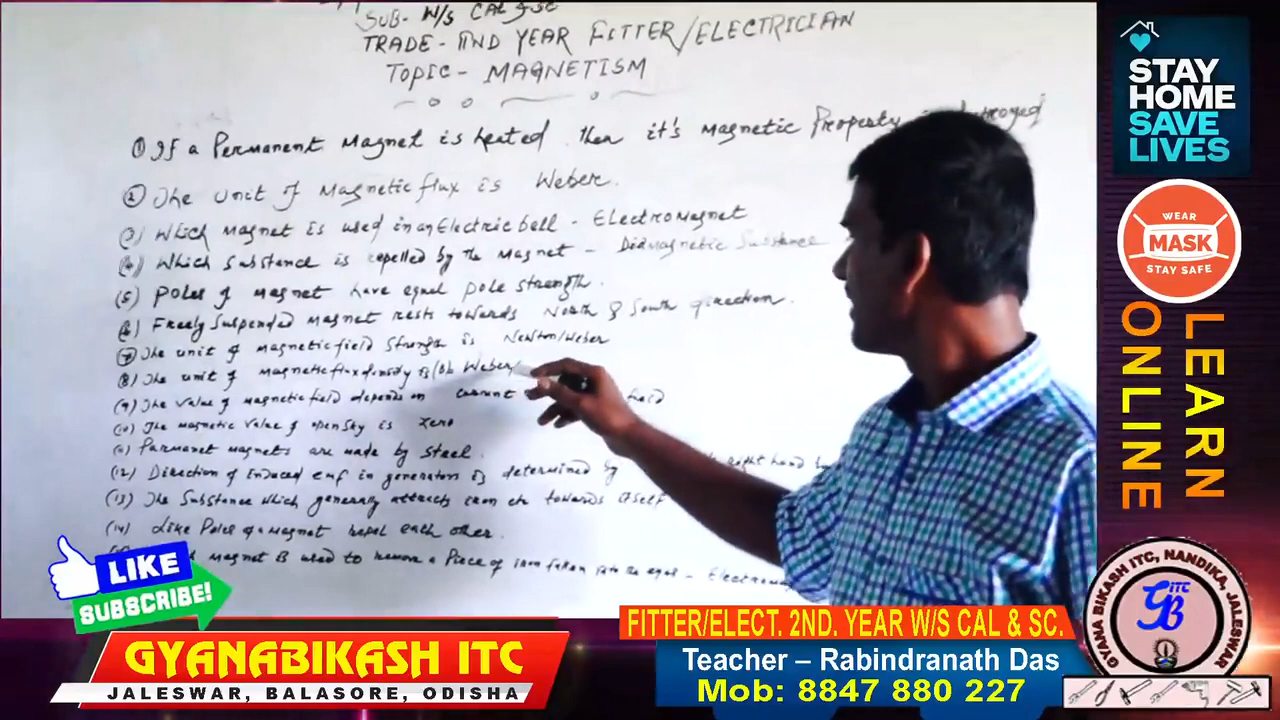 SUB- W/S CAL & SC
TRADE- IIND YEAR FITTER/ELECTRICIAN
TOPIC- MAGNETISM
(1) If a Permanent Magnet is heated then it's magnetic Property destroyed
(2) The unit of Magnetic flux is Weber.
(3) Which magnet is used in an Electric bell - ElectroMagnet
(4) Which Substance is repelled by the Magnet - Diamagnetic Substance
(5) Poles of magnet have equal pole strength.
(6) Freely Suspended magnet rests towards North & South direction.
(7) The unit of magnetic field strength is Newton/Weber
(8) The unit of magnetic flux density is Weber/
(9) The value of magnetic field depends on current field
(10) The magnetic value of open sky is zero
(11) Parmanet magnets are made by steel.
(12) Direction of Induced emf in generators is determined by right hand
(13) The Substance which generally attracts iron etc towards itself
(14) Like Poles of a Magnet repel each other.
magnet is used to remove a Piece of iron fallen into the
LIKE
SUBSCRIBE!
GYANABIKASH ITC
JALESWAR, BALASORE, ODISHA
FITTER/ELECT. 2ND. YEAR W/S CAL & SC.
Teacher – Rabindranath Das
Mob: 8847 880 227
STAY
HOME
SAVE
LIVES
WEAR
MASK
STAY SAFE
LEARN
ONLINE
GYANA BIKASH ITC, NANDIKA, JALESWAR
ITC
GB